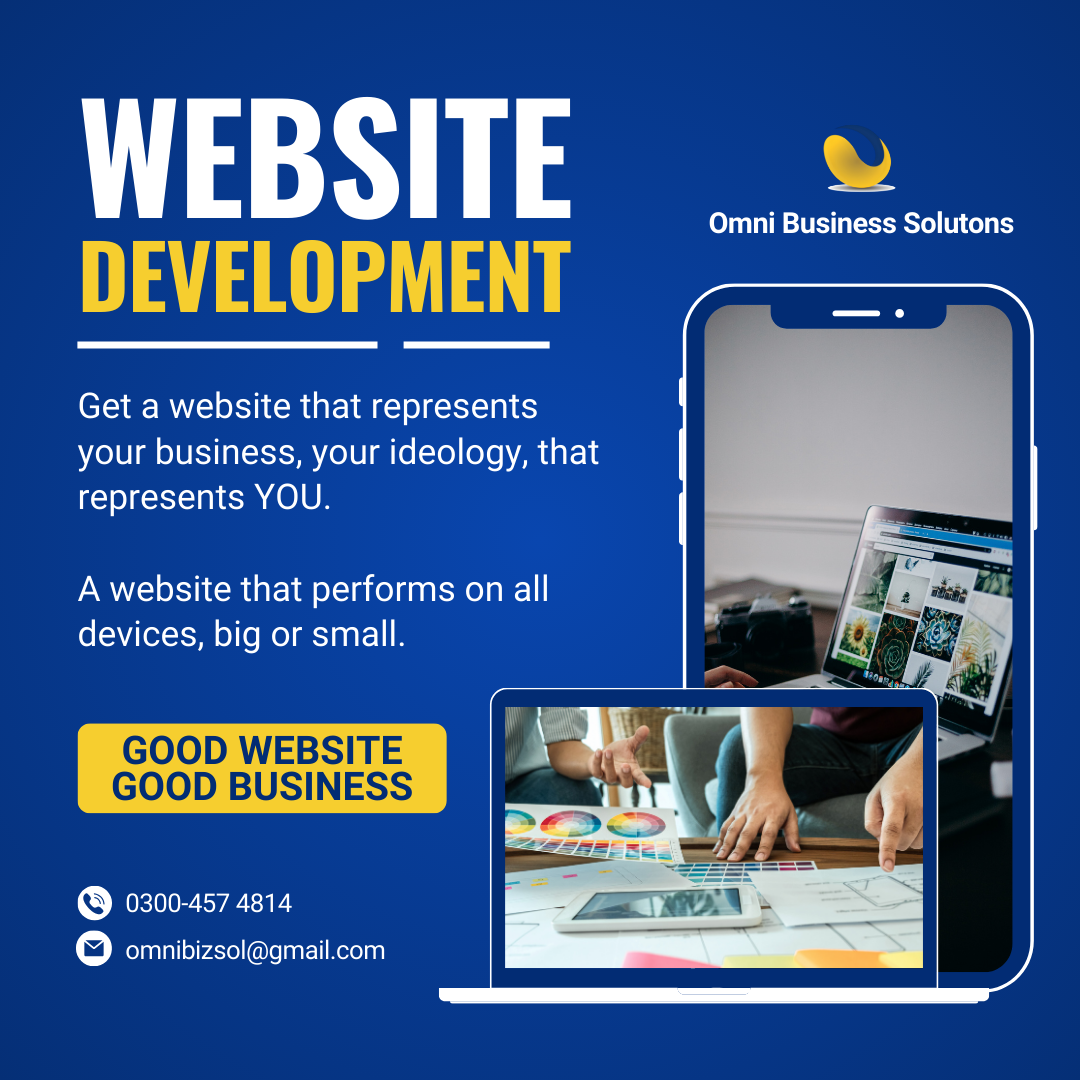 WEBSITE
DEVELOPMENT
Omni Business Solutons
Get a website that represents
your business, your ideology, that
represents YOU.
A website that performs on all
devices, big or small.
GOOD WEBSITE
GOOD BUSINESS
0300-457 4814
omnibizsol@gmail.com